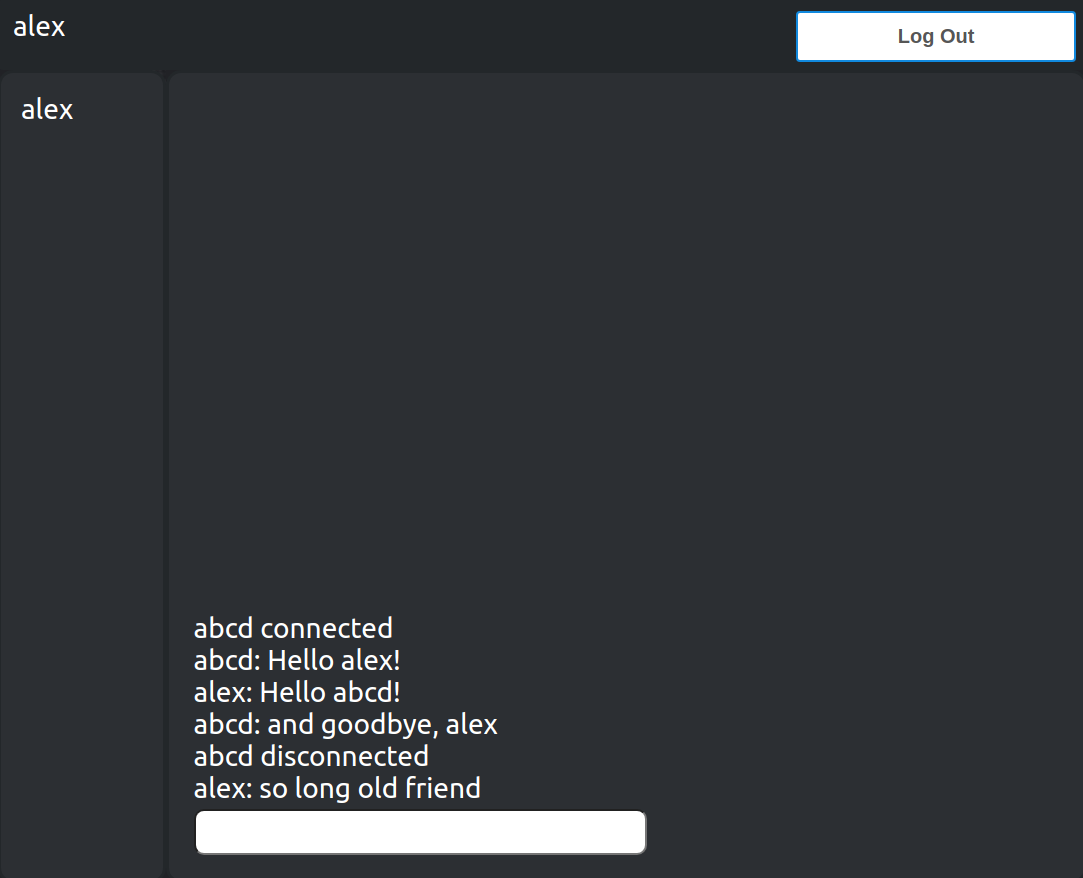 alex
Log Out
alex
abcd connected
abcd: Hello alex!
alex: Hello abcd!
abcd: and goodbye, alex
abcd disconnected
alex: so long old friend